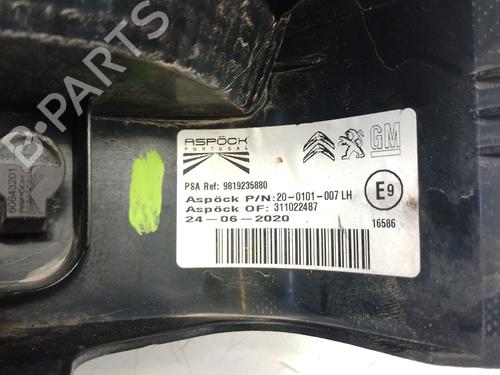 D-PARTS
ASPÖCK
PORTUGAL
GM
PSA Ref: 9819235880
Aspöck P/N:20-0101-007 LH
Aspöck OF: 311022487
24-06-2020
E9
16586